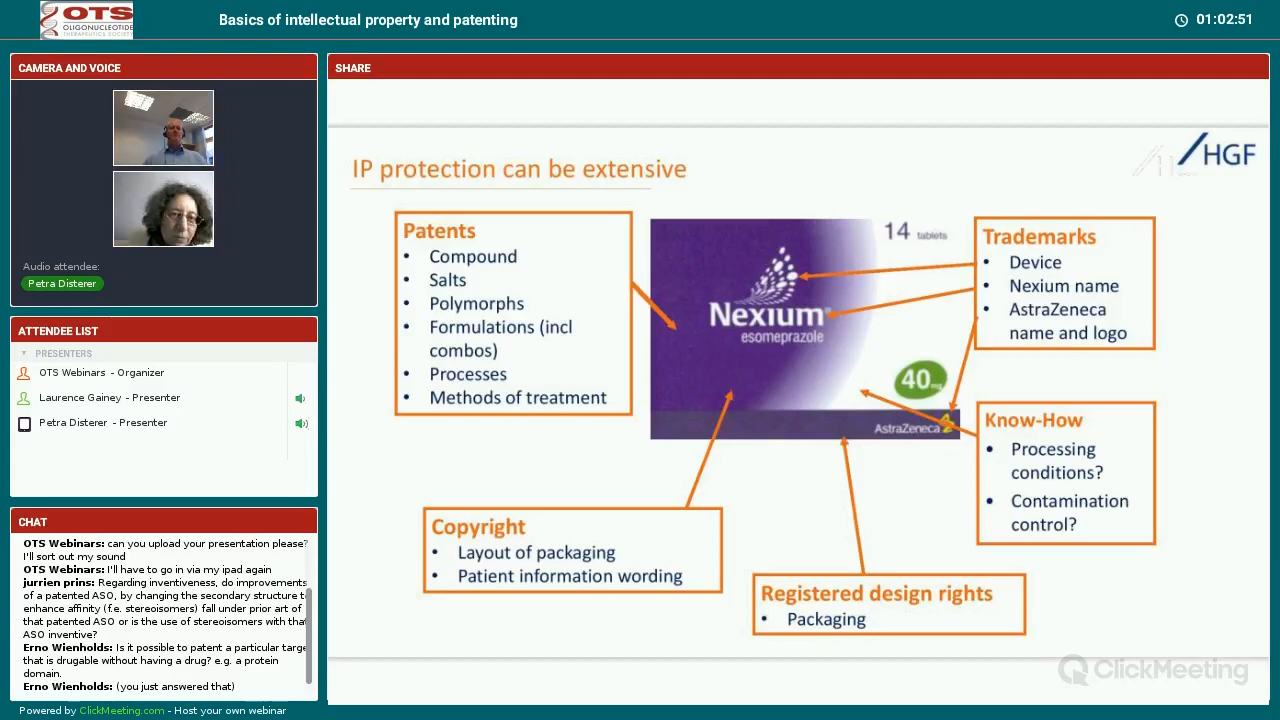 OTS
OLIGONUCLEOTIDE
THERAPEUTICS SOCIETY
Basics of intellectual property and patenting
01:02:51
CAMERA AND VOICE
Audio attendee:
Petra Disterer
ATTENDEE LIST
PRESENTERS
OTS Webinars - Organizer
Laurence Gainey - Presenter
Petra Disterer - Presenter
CHAT
OTS Webinars: can you upload your presentation please?
I'll sort out my sound
OTS Webinars: I'll have to go in via my ipad again
jurrien prins: Regarding inventiveness, do improvements
of a patented ASO, by changing the secondary structure t
enhance affinity (f.e. stereoisomers) fall under prior art of
that patented ASO or is the use of stereoisomers with that
ASO inventive?
Erno Wienholds: Is it possible to patent a particular targe
that is drugable without having a drug? e.g. a protein
domain.
Erno Wienholds: (you just answered that)
Powered by ClickMeeting.com - Host your own webinar
SHARE
HGF
IP protection can be extensive
Patents
• Compound
• Salts
• Polymorphs
• Formulations (incl
combos)
• Processes
• Methods of treatment
14 tablets
Nexium
esomeprazole
40mg
AstraZeneca
Trademarks
• Device
• Nexium name
• AstraZeneca
name and logo
Know-How
• Processing
conditions?
• Contamination
control?
Copyright
• Layout of packaging
• Patient information wording
Registered design rights
• Packaging
ClickMeeting